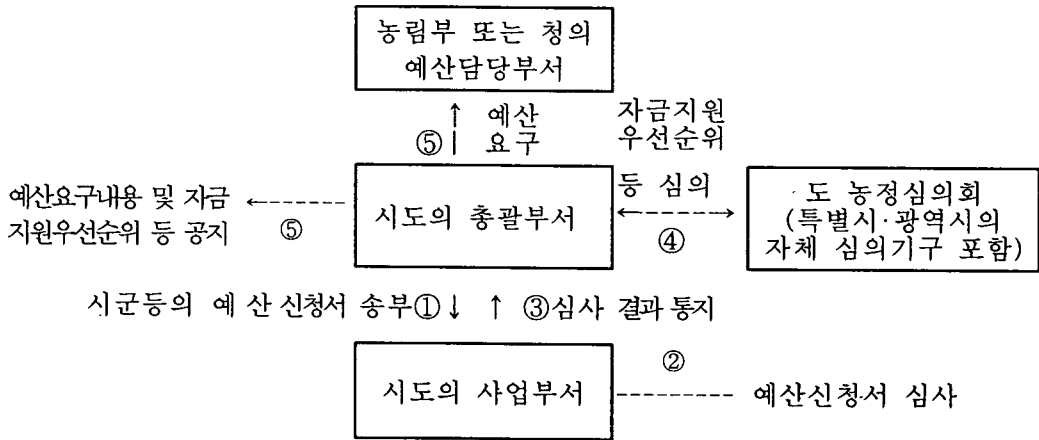 농림부 또는 청의
예산담당부서
↑ 예산 자금지원
⑤ | 요구 우선순위
등 심의
예산요구내용 및 자금
지원우선순위 등 공지
⑤
시도의 총괄부서
④
도 농정심의회
(특별시·광역시의
자체 심의기구 포함)
시군등의 예 산 신청서 송부①↓ ↑ ③심사 결과 통지
시도의 사업부서
②
예산신청서 심사